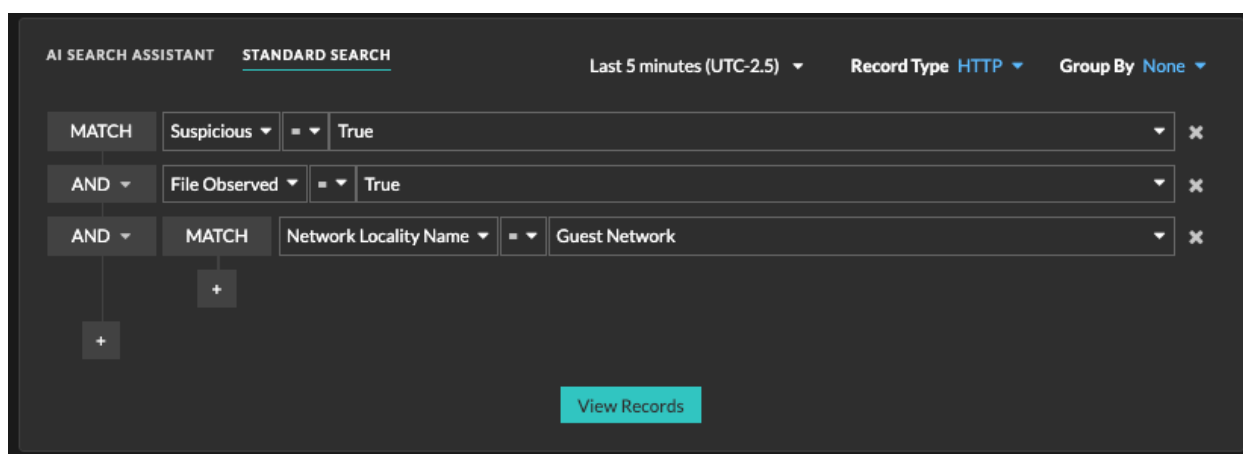 AI SEARCH ASSISTANT STANDARD SEARCH Last 5 minutes (UTC-2.5) Record Type HTTP Group By None
MATCH Suspicious = True
AND File Observed = True
AND MATCH Network Locality Name = Guest Network
+
+
View Records